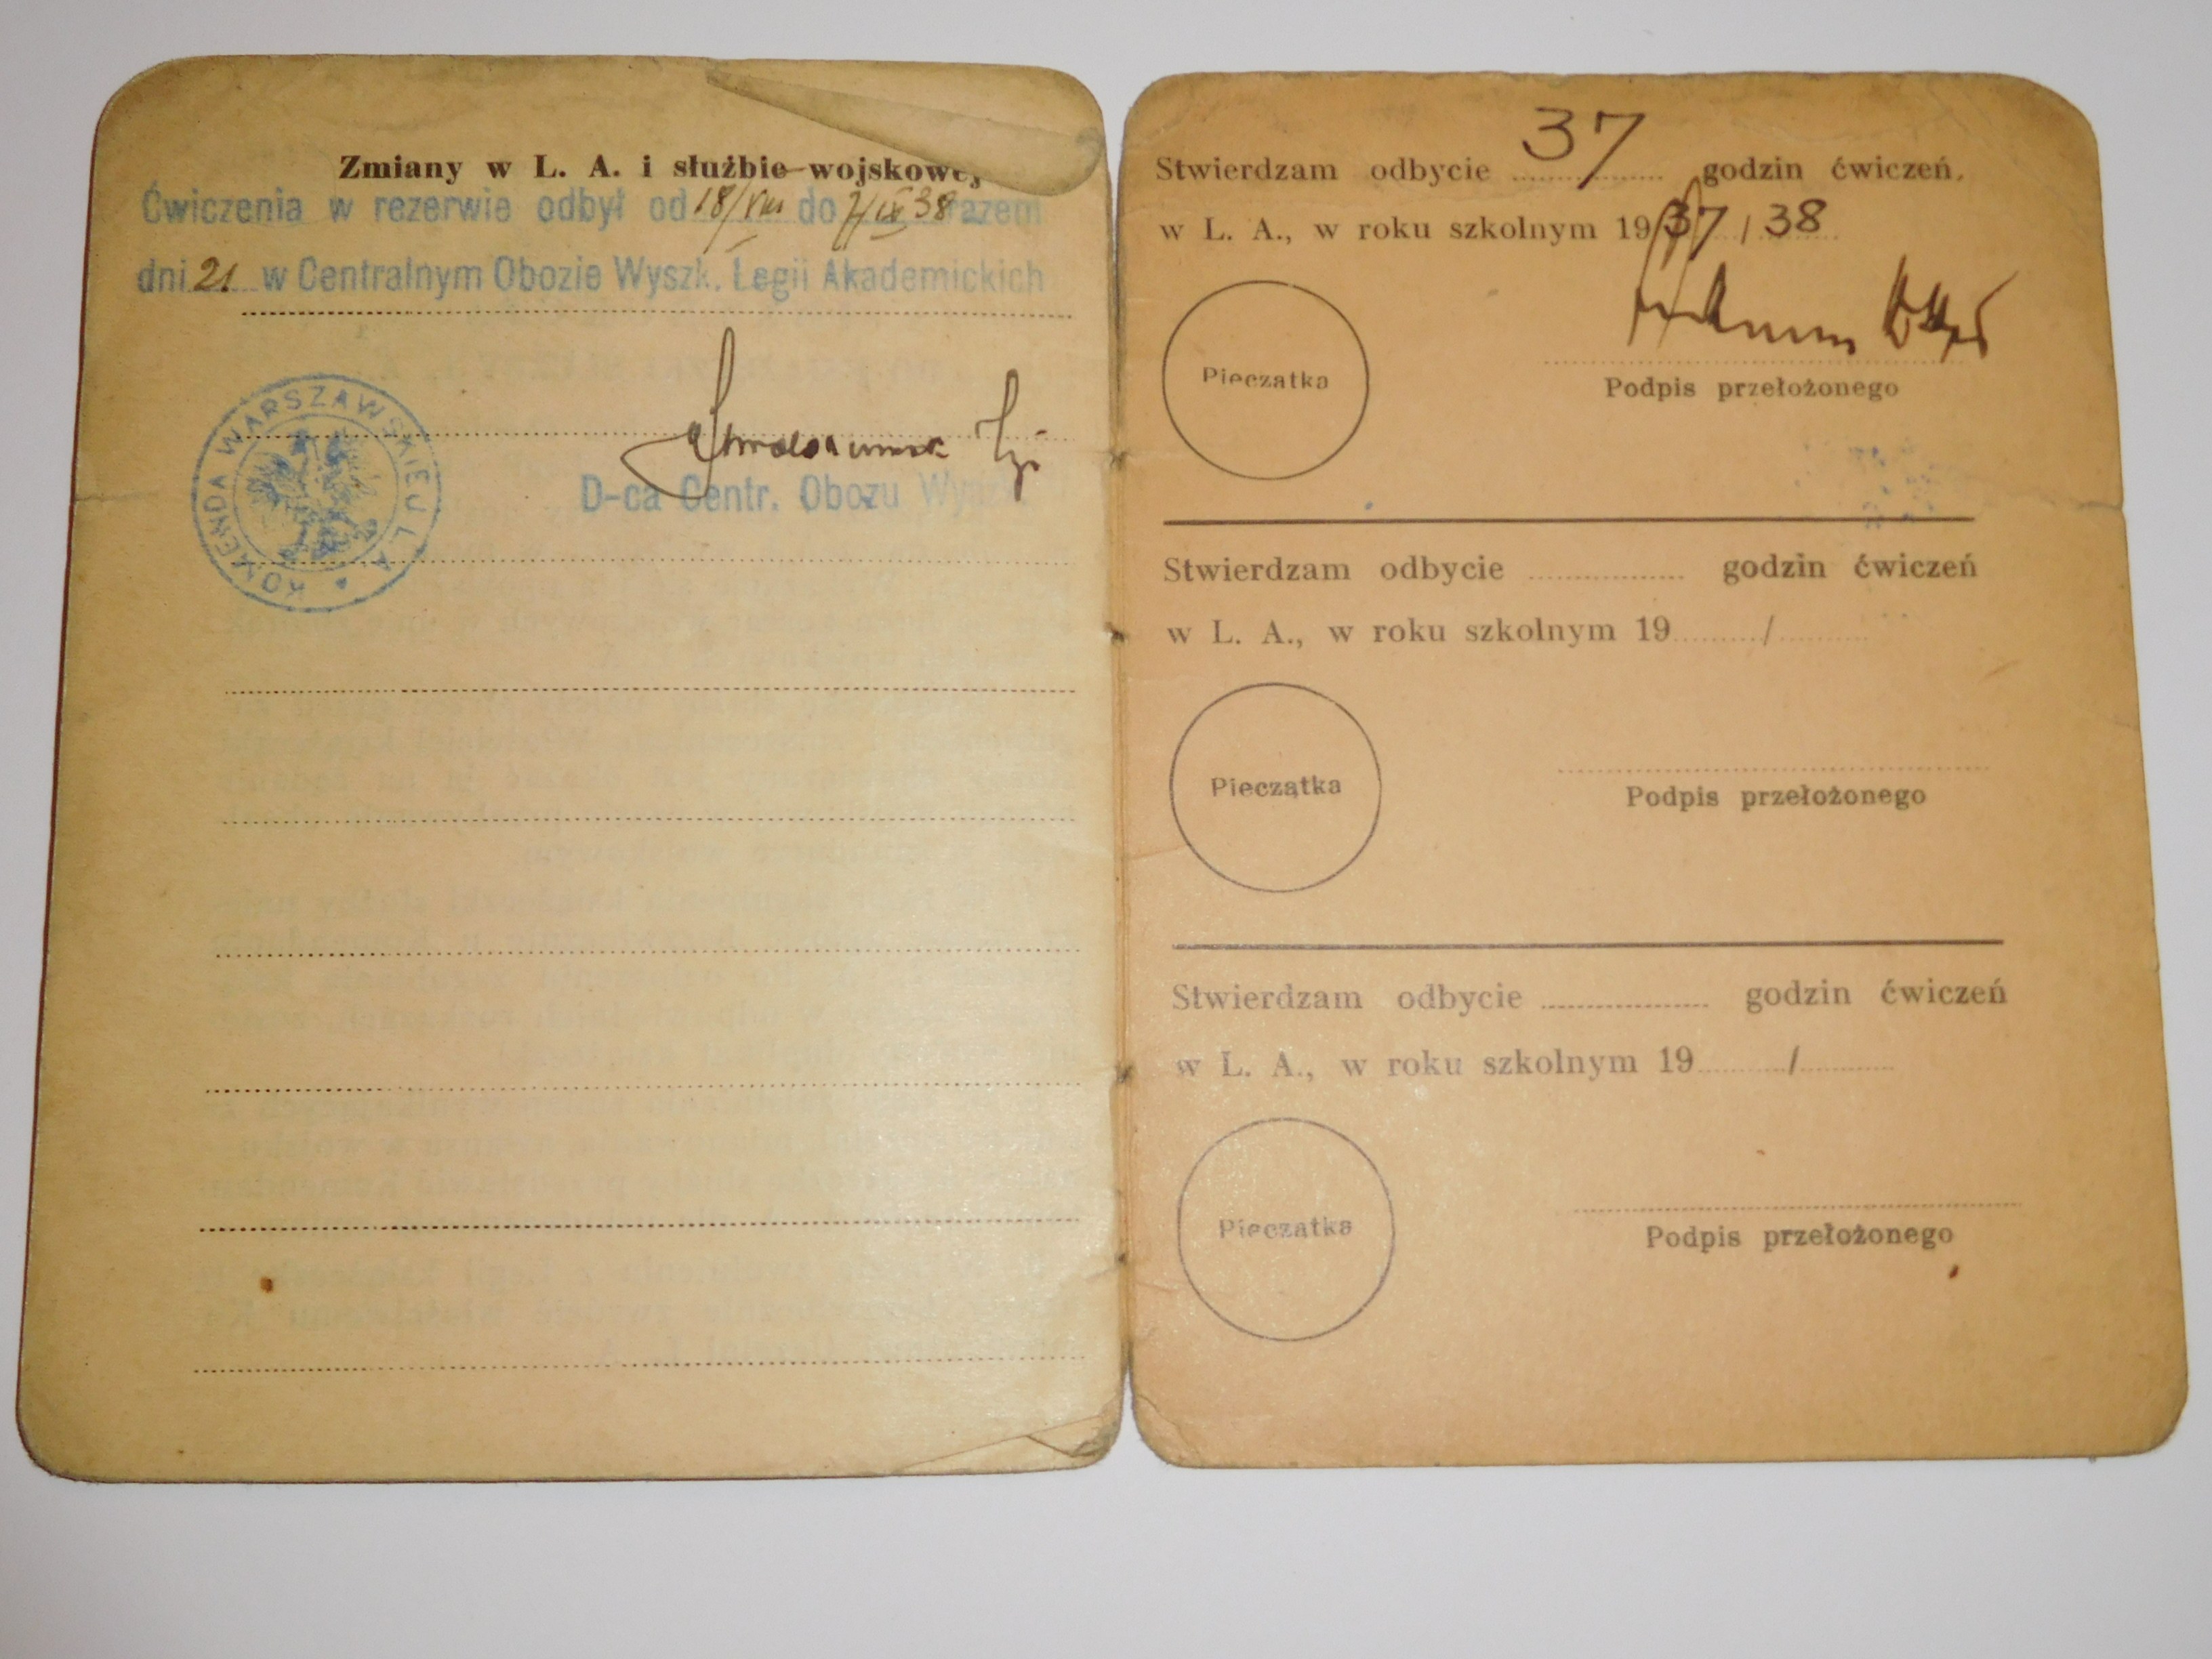 Zmiany w L. A. i służbie wojskowej
Ćwiczenia w rezerwie odbył od 18/VIII do 7/IX 38 razem
dni 21 w Centralnym Obozie Wyszk. Legii Akademickich
KOMENDA WARSZAWSKIEJ L A
D-ca Centr. Obozu Wyszk.
Stwierdzam odbycie 37 godzin ćwiczeń
w L. A., w roku szkolnym 1937/38
Pieczątka
Podpis przełożonego
Stwierdzam odbycie godzin ćwiczeń
w L. A., w roku szkolnym 19 /
Pieczątka
Podpis przełożonego
Stwierdzam odbycie godzin ćwiczeń
w L. A., w roku szkolnym 19 /
Pieczątka
Podpis przełożonego